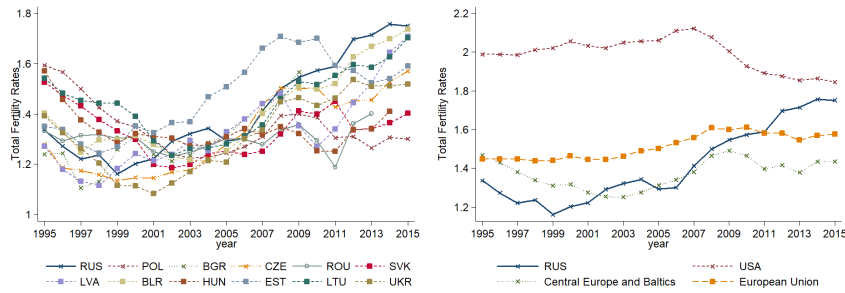 Total Fertility Rates
1.8
1.6
1.4
1.2
1
1995 1997 1999 2001 2003 2005 2007 2009 2011 2013 2015
year
RUS POL BGR CZE ROU SVK
LVA BLR HUN EST LTU UKR
Total Fertility Rates
2.2
2
1.8
1.6
1.4
1.2
1995 1997 1999 2001 2003 2005 2007 2009 2011 2013 2015
year
RUS USA
Central Europe and Baltics European Union